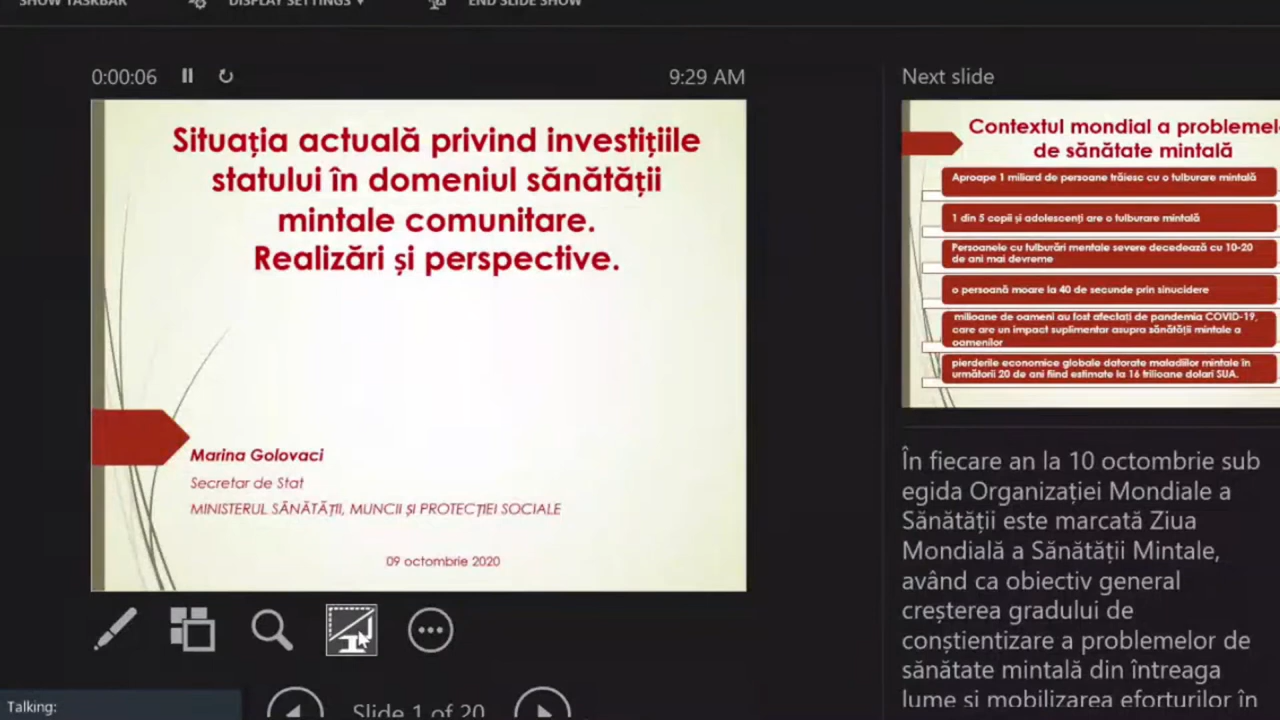 SHOW TASKBAR
DISPLAY SETTINGS ▾
END SLIDE SHOW
0:00:06
9:29 AM
Situația actuală privind investițiile
statului în domeniul sănătății
mintale comunitare.
Realizări și perspective.
Marina Golovaci
Secretar de Stat
MINISTERUL SĂNĂTĂȚII, MUNCII ȘI PROTECȚIEI SOCIALE
09 octombrie 2020
Slide 1 of 20
Talking:
Next slide
Contextul mondial a problemel
de sănătate mintală
Aproape 1 miliard de persoane trăiesc cu o tulburare mintală
1 din 5 copii și adolescenți are o tulburare mintală
Persoanele cu tulburări mentale severe decedează cu 10-20
de ani mai devreme
o persoană moare la 40 de secunde prin sinucidere
milioane de oameni au fost afectați de pandemia COVID-19,
care are un impact suplimentar asupra sănătății mintale a
oamenilor
pierderile economice globale datorate maladiilor mintale în
următorii 20 de ani fiind estimate la 16 trilioane dolari SUA.
În fiecare an la 10 octombrie sub
egida Organizației Mondiale a
Sănătății este marcată Ziua
Mondială a Sănătății Mintale,
având ca obiectiv general
creșterea gradului de
conștientizare a problemelor de
sănătate mintală din întreaga
lume și mobilizarea eforturilor în